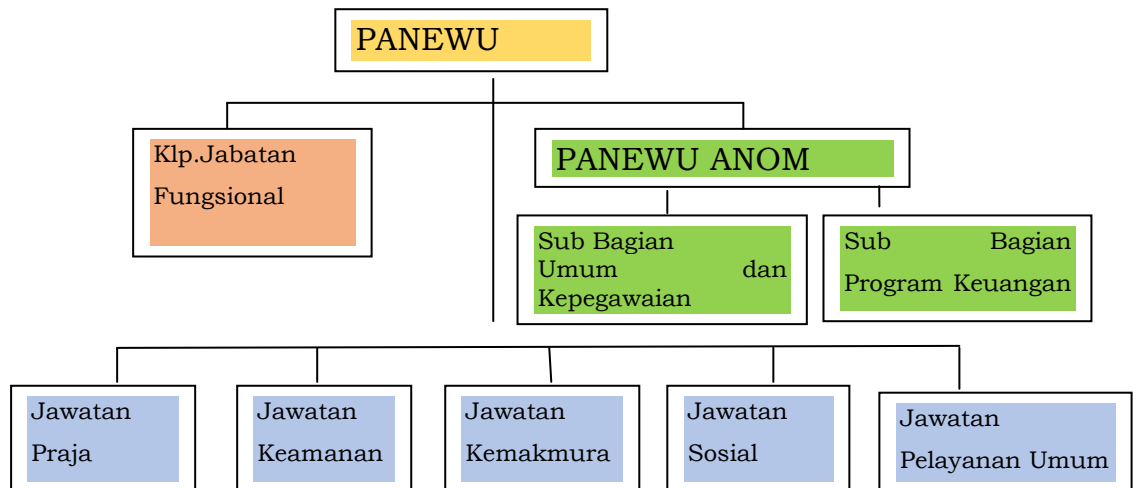 PANEWU
Klp.Jabatan
Fungsional
PANEWU ANOM
Sub Bagian
Umum dan
Kepegawaian
Sub Bagian
Program Keuangan
Jawatan
Praja
Jawatan
Keamanan
Jawatan
Kemakmura
Jawatan
Sosial
Jawatan
Pelayanan Umum